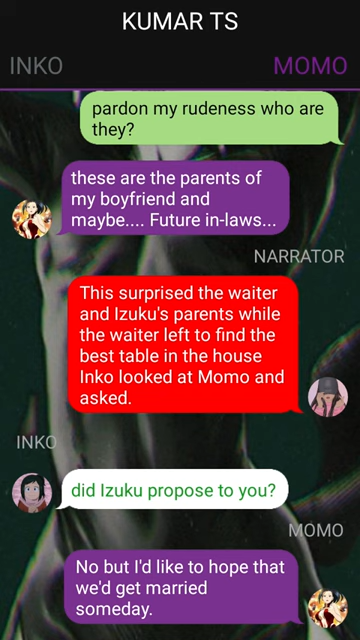 KUMAR TS
INKO
MOMO
pardon my rudeness who are
they?
these are the parents of
my boyfriend and
maybe.... Future in-laws...
NARRATOR
This surprised the waiter
and Izuku's parents while
the waiter left to find the
best table in the house
Inko looked at Momo and
asked.
INKO
did Izuku propose to you?
MOMO
No but I'd like to hope that
we'd get married
someday.